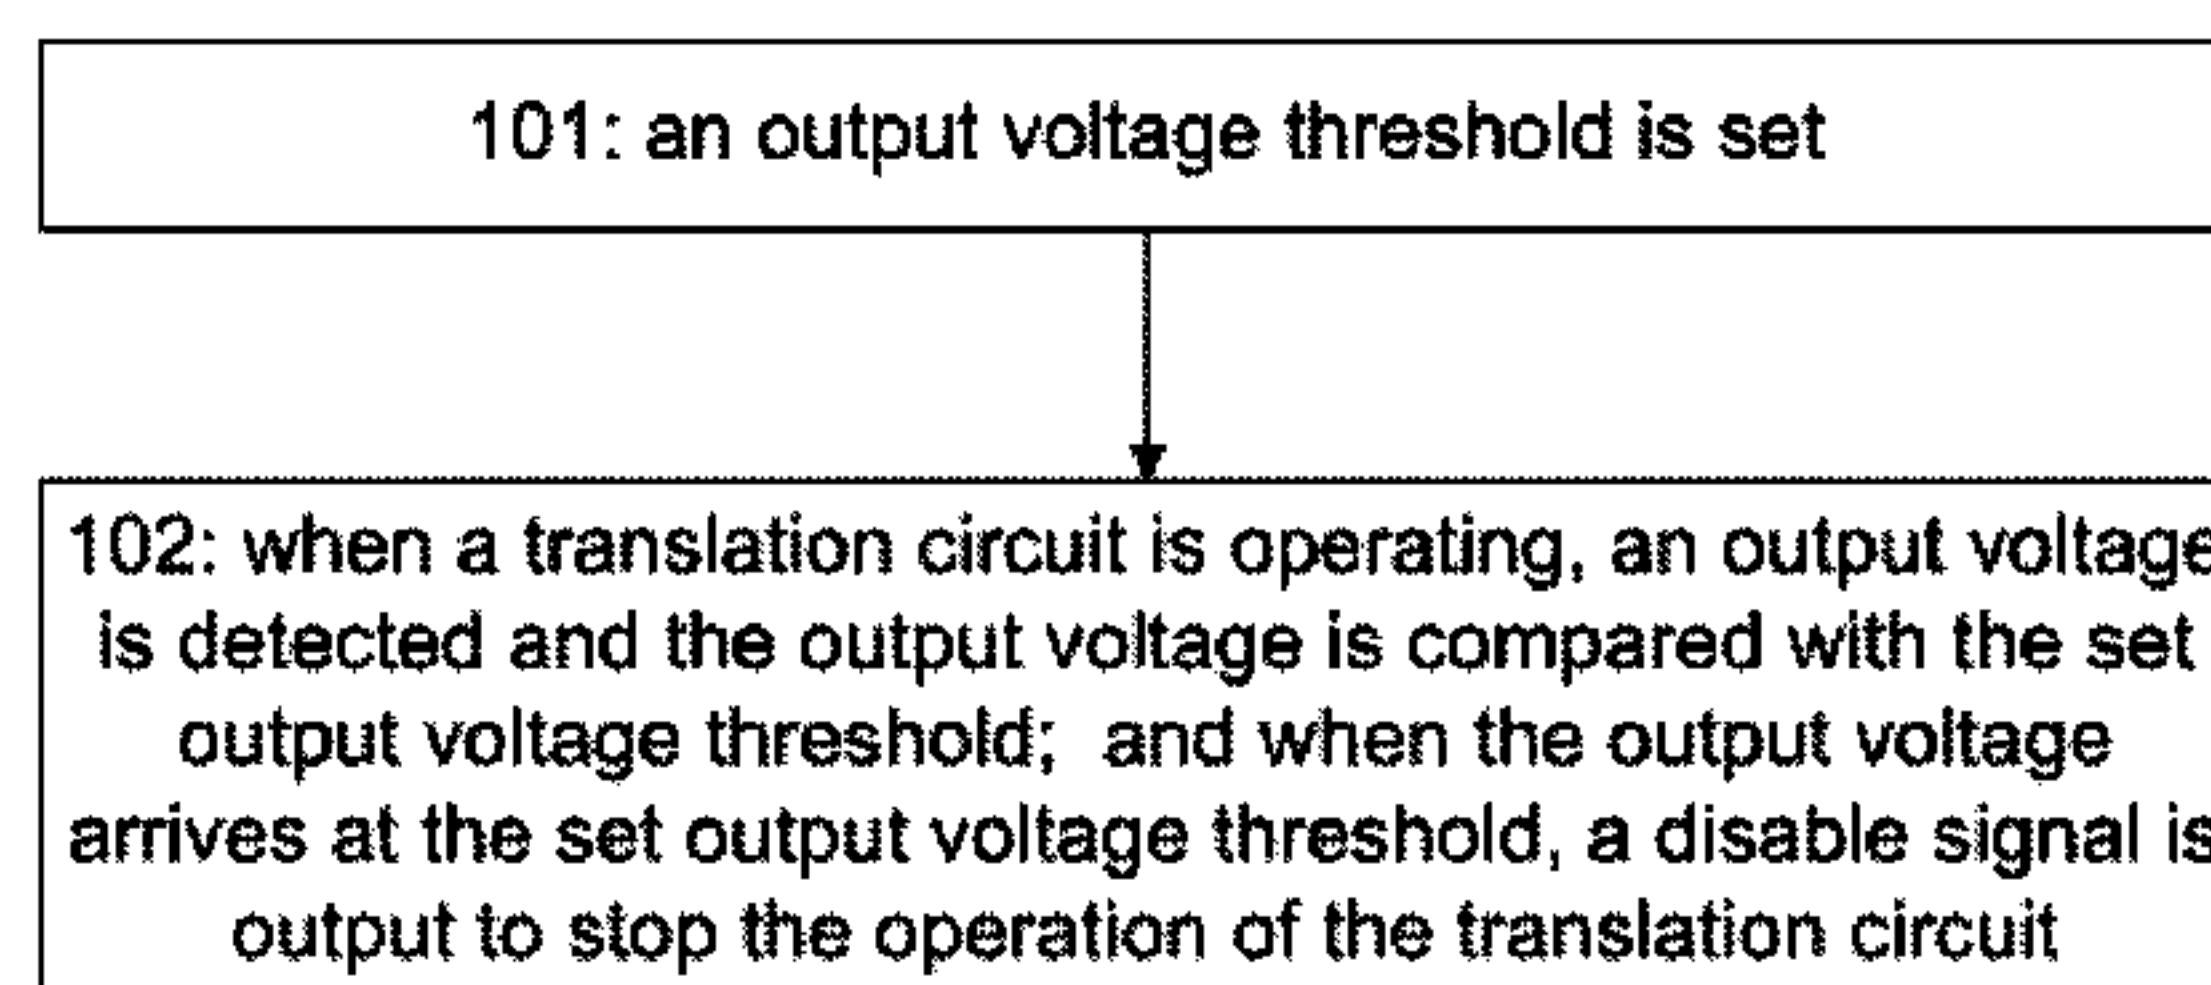 101: an output voltage threshold is set
102: when a translation circuit is operating, an output voltage
is detected and the output voltage is compared with the set
output voltage threshold; and when the output voltage
arrives at the set output voltage threshold, a disable signal is
output to stop the operation of the translation circuit